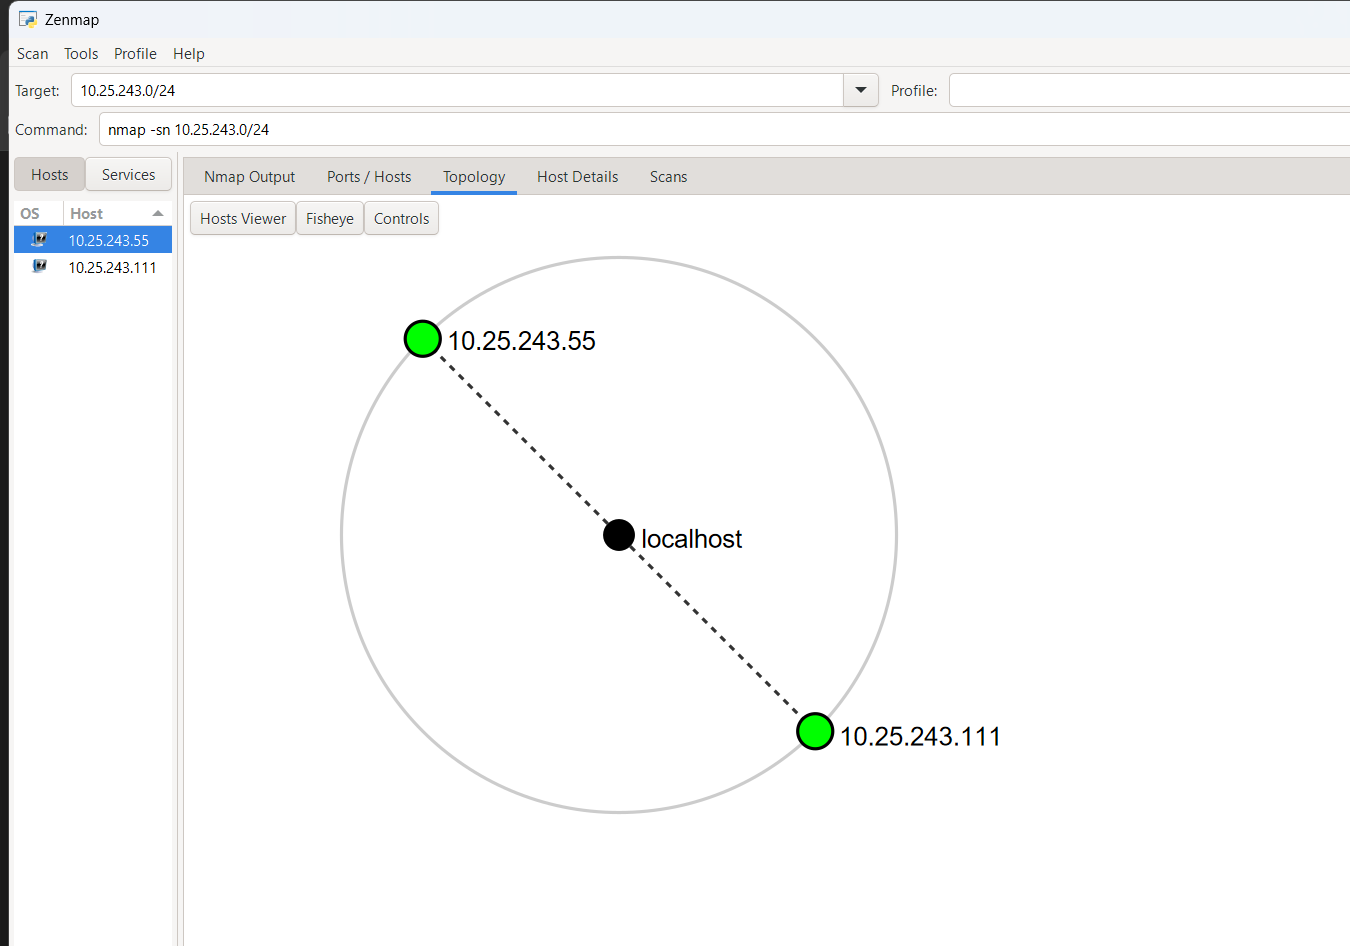 Zenmap
Scan Tools Profile Help
Target: 10.25.243.0/24 Profile:
Command: nmap -sn 10.25.243.0/24
Hosts Services
Nmap Output Ports / Hosts Topology Host Details Scans
OS Host
10.25.243.55
10.25.243.111
Hosts Viewer Fisheye Controls
10.25.243.55
localhost
10.25.243.111